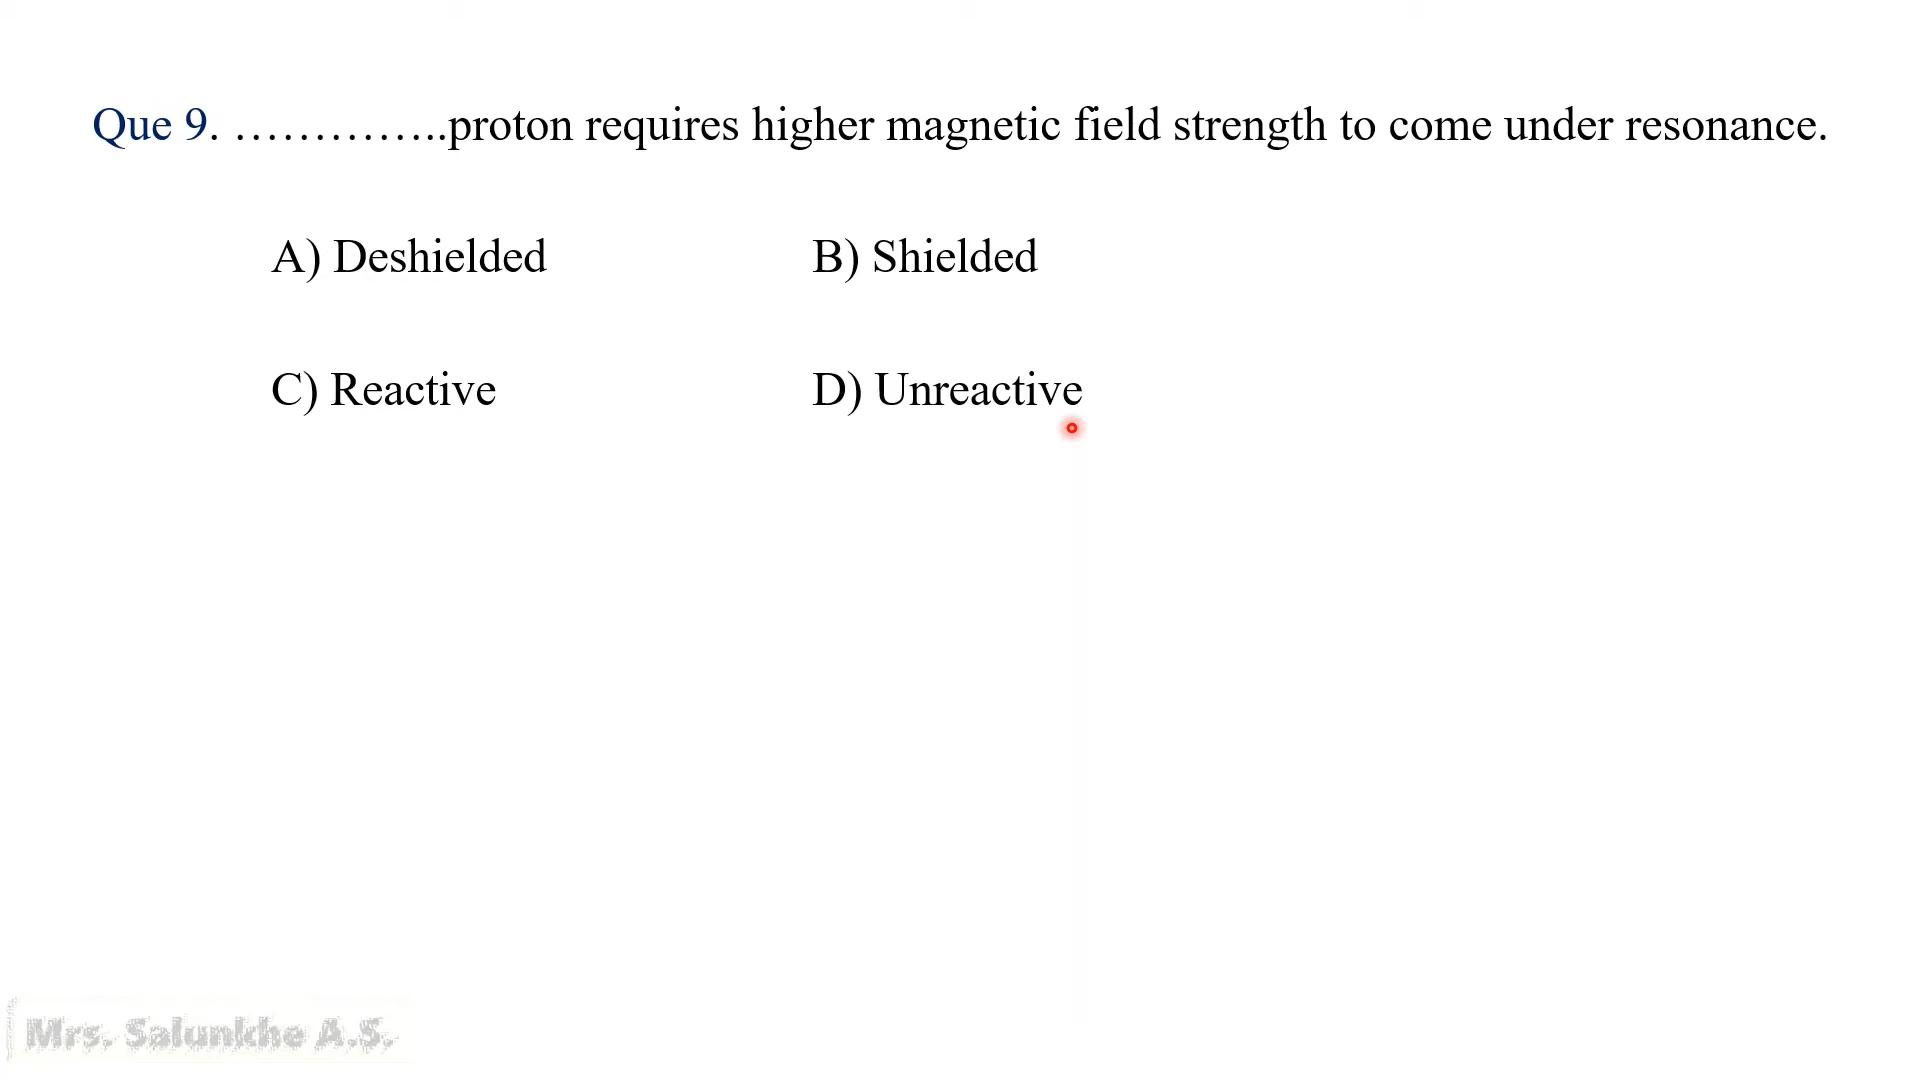 Que 9. …………..proton requires higher magnetic field strength to come under resonance.
A) Deshielded B) Shielded
C) Reactive D) Unreactive
Mrs. Salunkhe A.S.